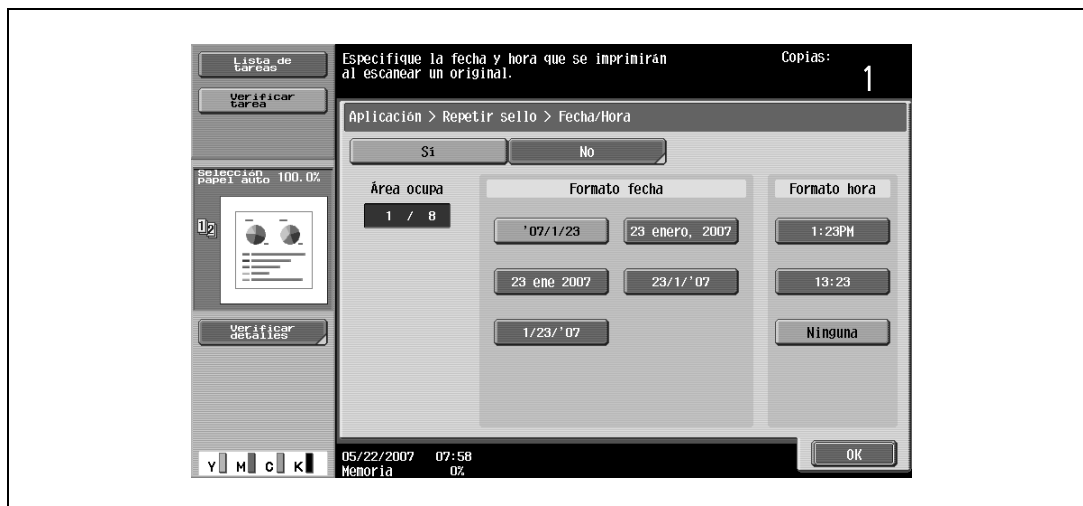 Lista de
tareas
Verificar
tarea
Selección
papel auto 100.0%
12
Verificar
detalles
Y M C K
Especifique la fecha y hora que se imprimirán
al escanear un original.
Copias:
1
Aplicación > Repetir sello > Fecha/Hora
Sí
No
Área ocupa
1 / 8
Formato fecha
'07/1/23
23 enero, 2007
23 ene 2007
23/1/'07
1/23/'07
Formato hora
1:23PM
13:23
Ninguna
05/22/2007 07:58
Memoria 0%
OK